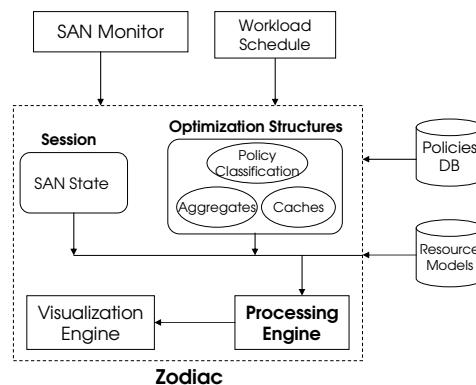 SAN Monitor
Workload
Schedule
Session
SAN State
Optimization Structures
Policy
Classification
Aggregates
Caches
Policies
DB
Resource
Models
Visualization
Engine
Processing
Engine
Zodiac